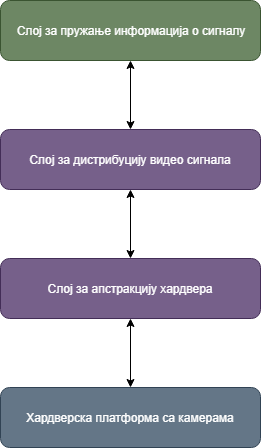 Слој за пружање информација о сигналу
Слој за дистрибуцију видео сигнала
Слој за апстракцију хардвера
Хардверска платформа са камерама